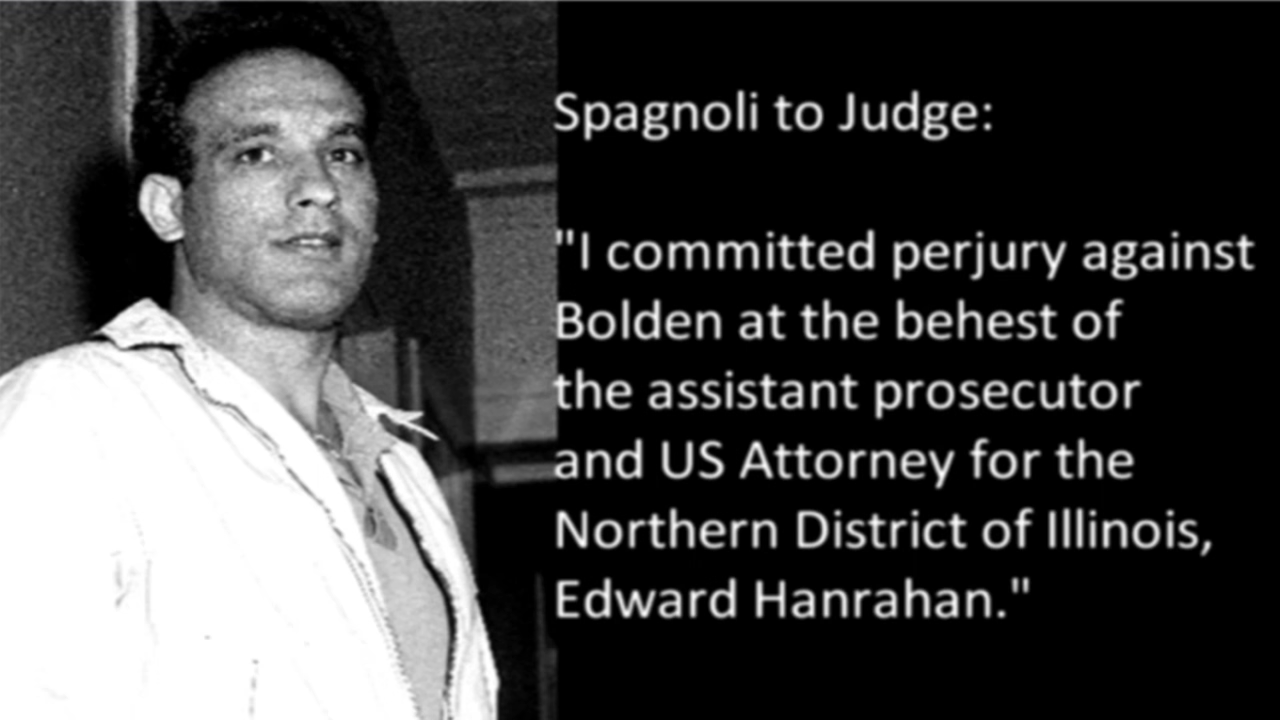 Spagnoli to Judge:
"I committed perjury against
Bolden at the behest of
the assistant prosecutor
and US Attorney for the
Northern District of Illinois,
Edward Hanrahan."